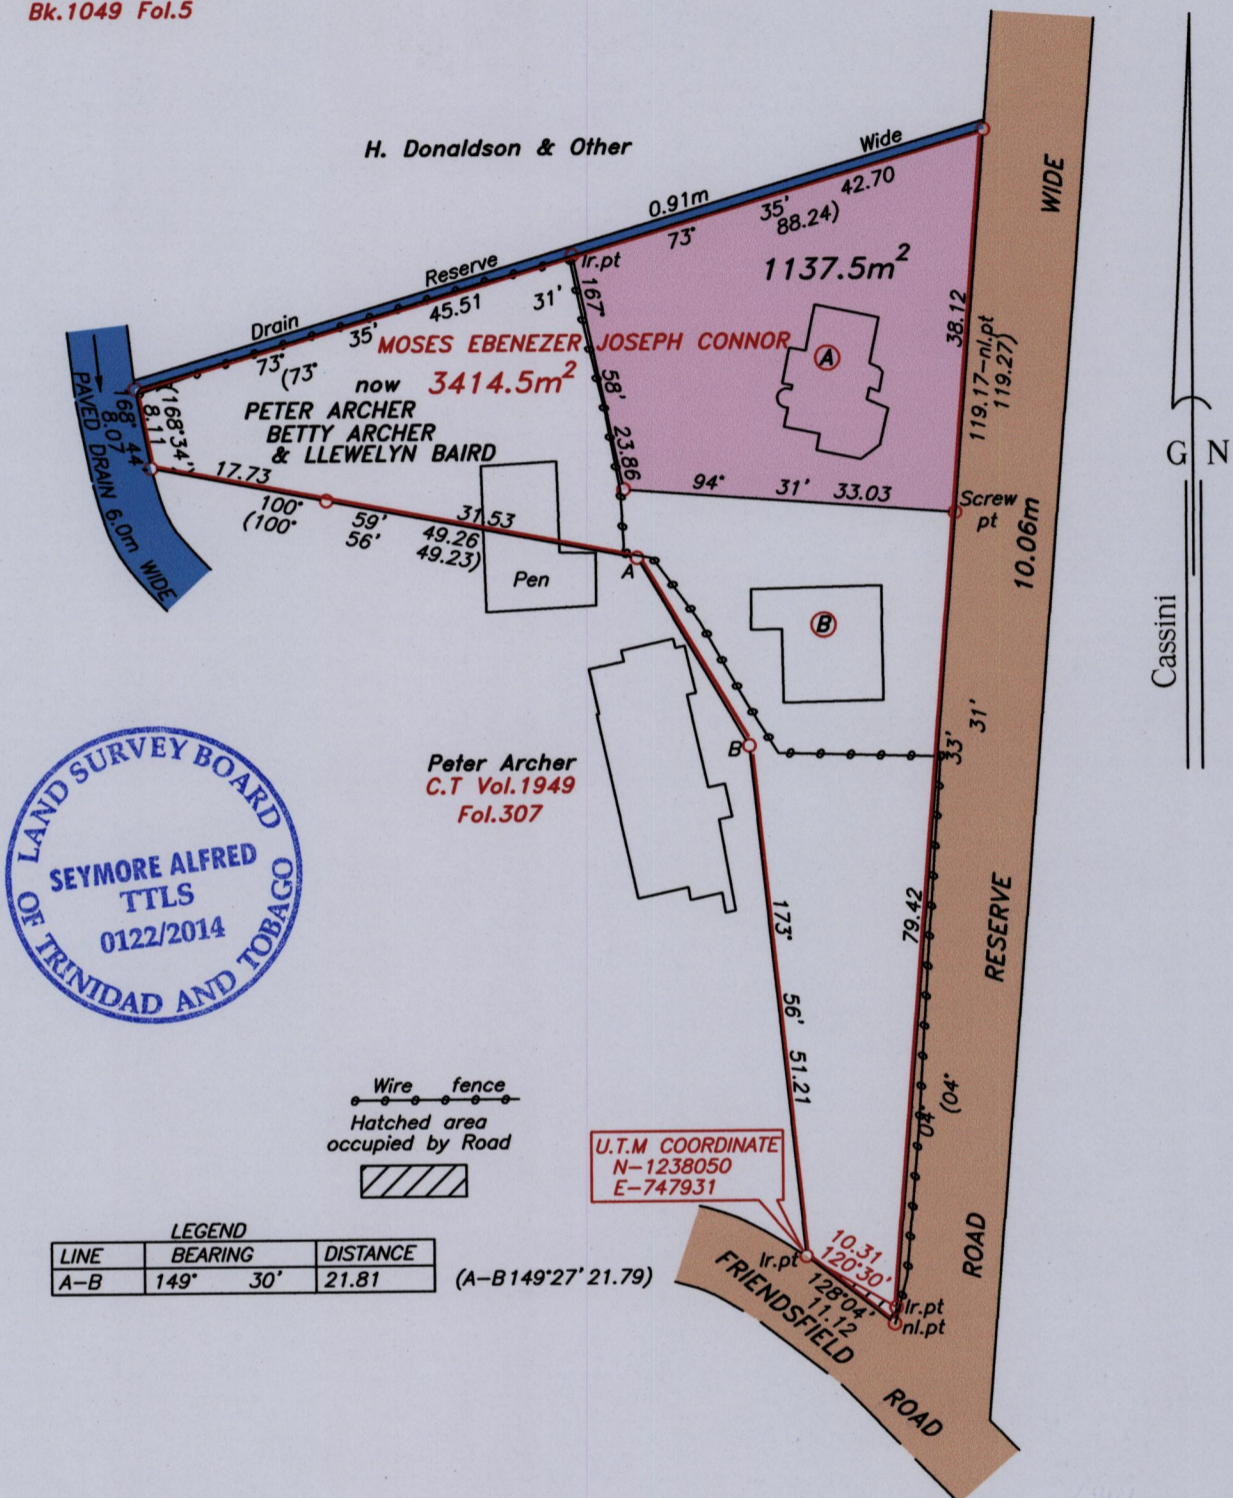 Bk.1049 Fol.5
H. Donaldson & Other
Drain Reserve 0.91m Wide
73° 35' 42.70
88.24)
1137.5m²
73° 35' 45.51
(73°
Ir.pt
31'
167° 58' 23.86
MOSES EBENEZER JOSEPH CONNOR
now 3414.5m²
PETER ARCHER
BETTY ARCHER
& LLEWELYN BAIRD
A
38.12
119.17-nl.pt
119.27)
WIDE
G N
Cassini
PAVED DRAIN 6.0m WIDE
168° 44'
8.07
8.11
(168°34'
17.73
100° 59' 31.53
49.26
(100° 56' 49.23)
94° 31' 33.03
Screw
pt
10.06m
Pen
A
B
B
33'
31'
Peter Archer
C.T Vol.1949
Fol.307
LAND SURVEY BOARD
SEYMORE ALFRED
TTLS
0122/2014
OF TRINIDAD AND TOBAGO
173° 56' 51.21
79.42
04°
(04°
RESERVE
ROAD
Wire fence
Hatched area
occupied by Road
U.T.M COORDINATE
N-1238050
E-747931
LEGEND
LINE BEARING DISTANCE
A-B 149° 30' 21.81
(A-B149°27' 21.79)
Ir.pt
10.31
120°30'
128°04'
11.12
Ir.pt
nl.pt
FRIENDSFIELD
ROAD